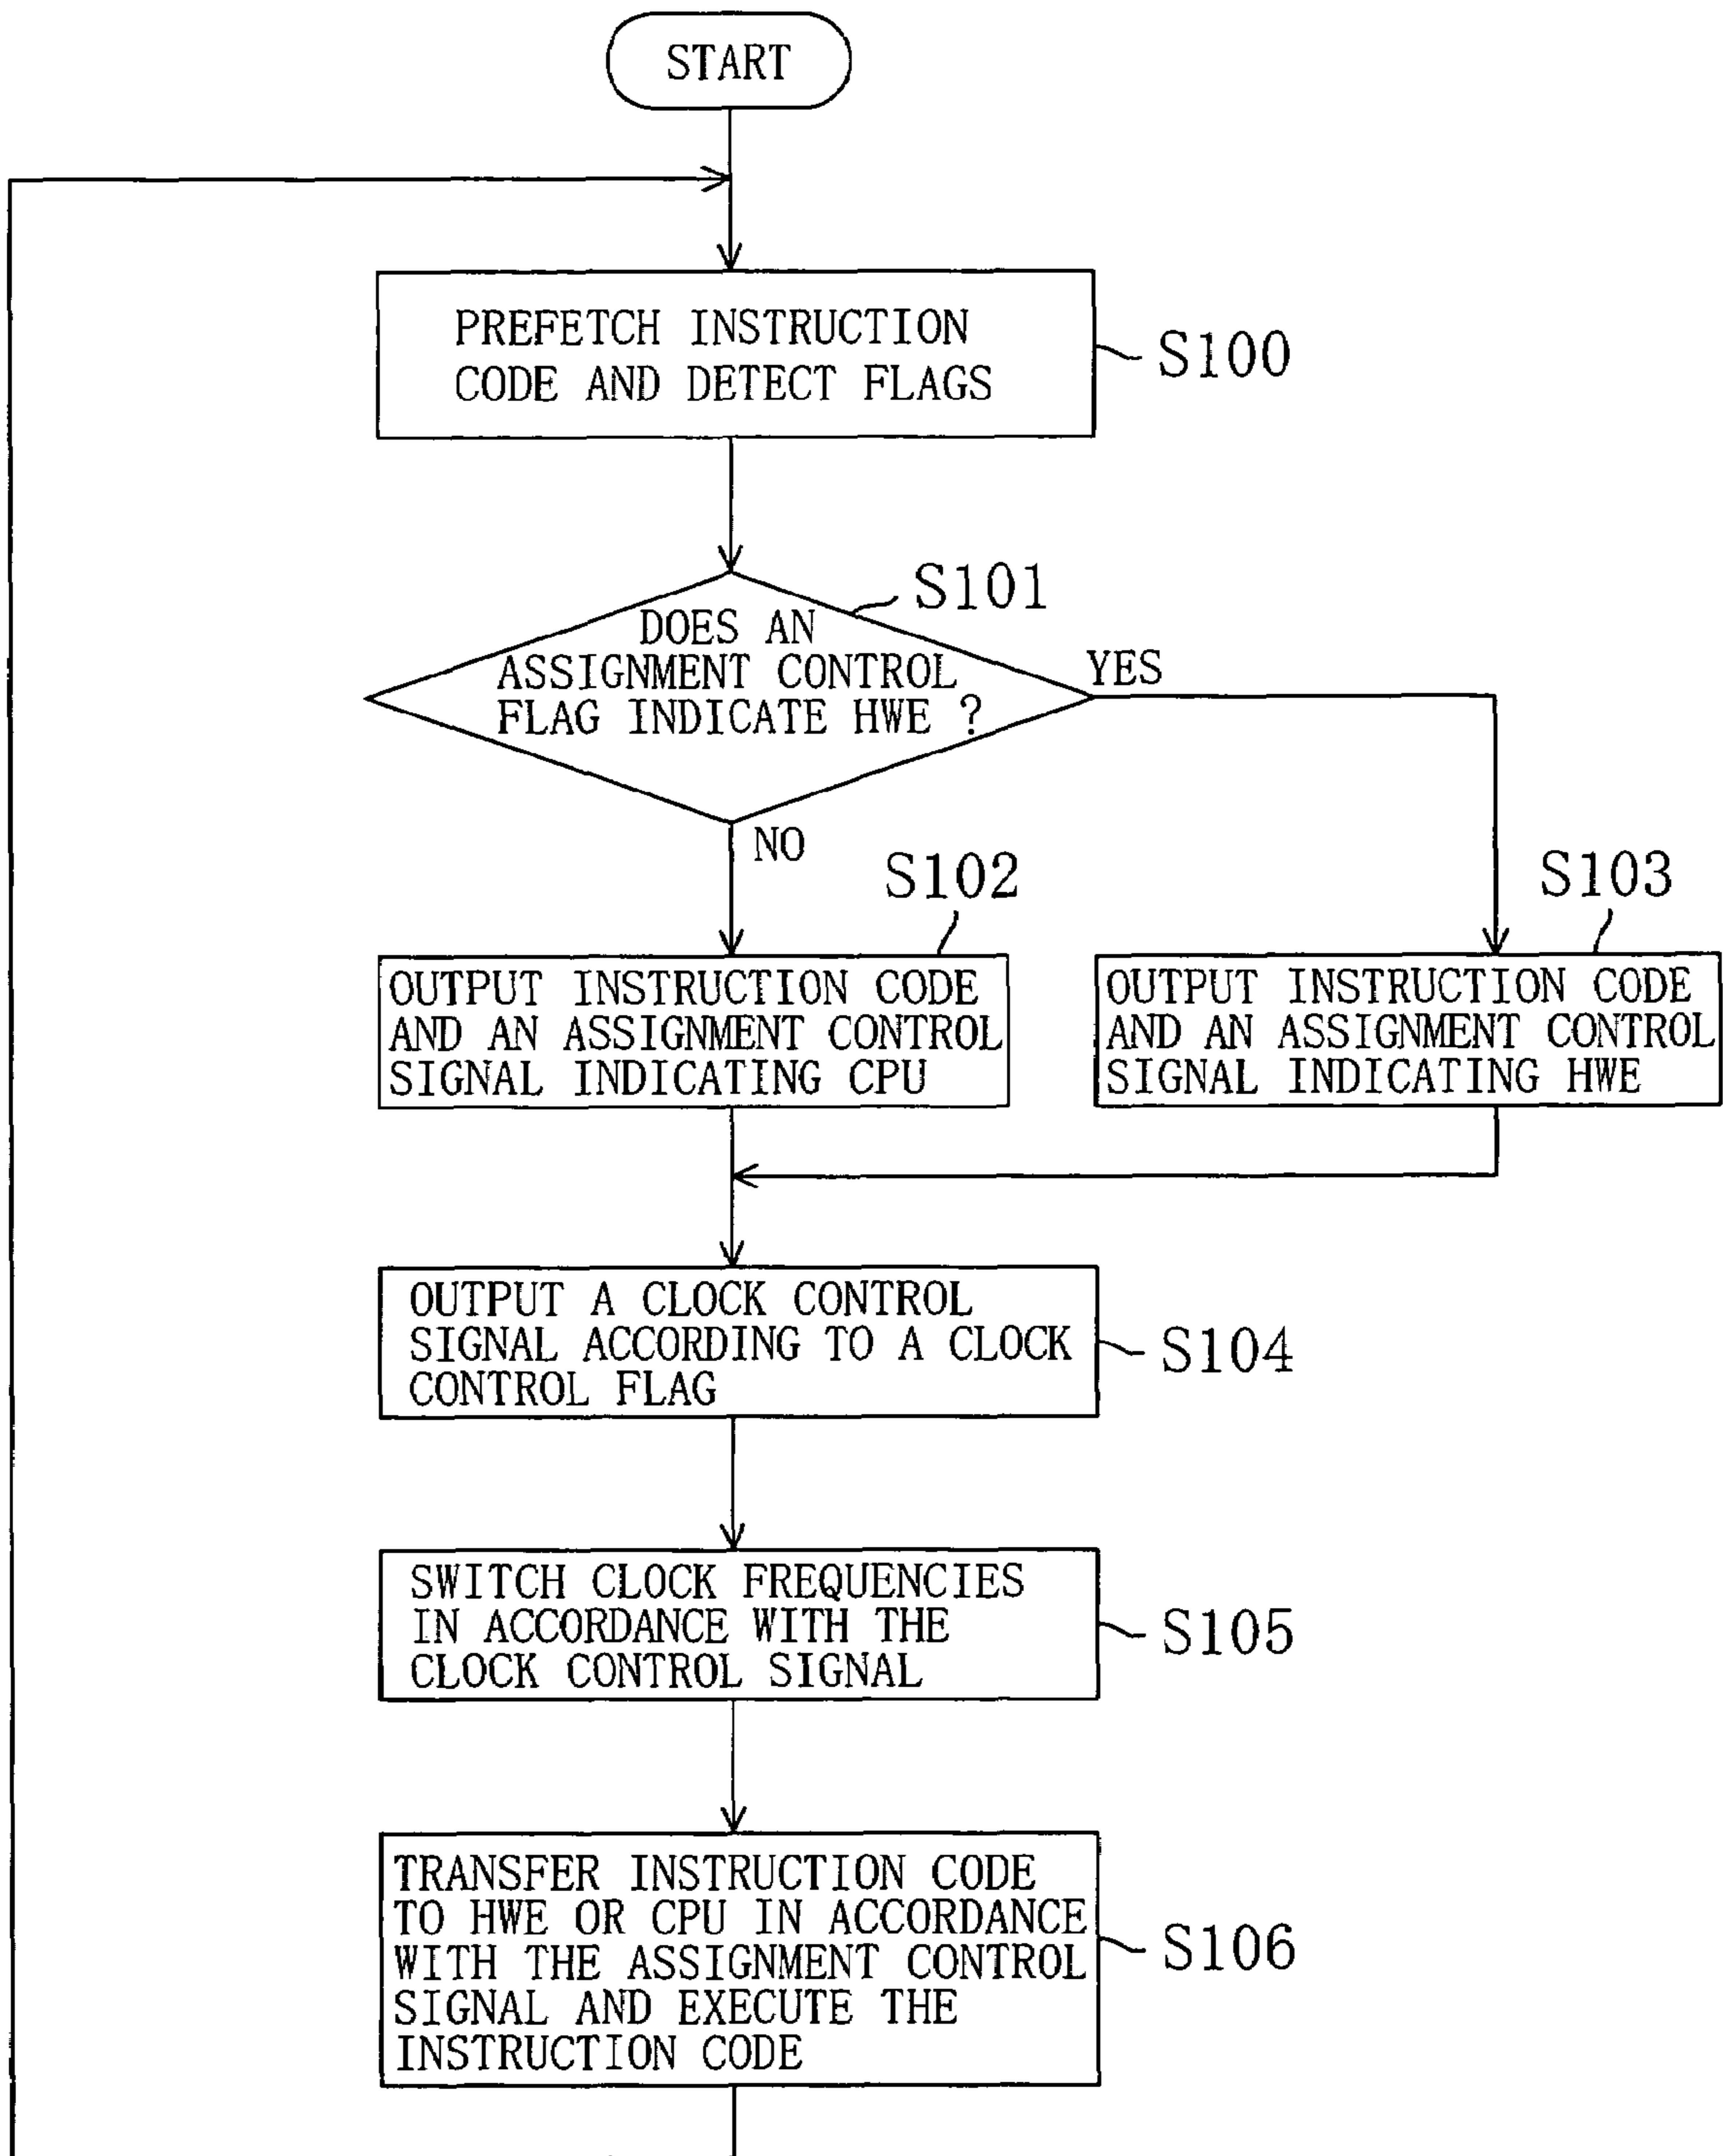 START
PREFETCH INSTRUCTION
CODE AND DETECT FLAGS
S100
S101
DOES AN
ASSIGNMENT CONTROL
FLAG INDICATE HWE ?
YES
NO
S102
OUTPUT INSTRUCTION CODE
AND AN ASSIGNMENT CONTROL
SIGNAL INDICATING CPU
S103
OUTPUT INSTRUCTION CODE
AND AN ASSIGNMENT CONTROL
SIGNAL INDICATING HWE
OUTPUT A CLOCK CONTROL
SIGNAL ACCORDING TO A CLOCK
CONTROL FLAG
S104
SWITCH CLOCK FREQUENCIES
IN ACCORDANCE WITH THE
CLOCK CONTROL SIGNAL
S105
TRANSFER INSTRUCTION CODE
TO HWE OR CPU IN ACCORDANCE
WITH THE ASSIGNMENT CONTROL
SIGNAL AND EXECUTE THE
INSTRUCTION CODE
S106